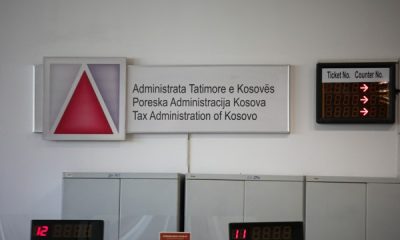 Administrata Tatimore e Kosovës
Poreska Administracija Kosova
Tax Administration of Kosovo
Ticket No. Counter No.
12
11